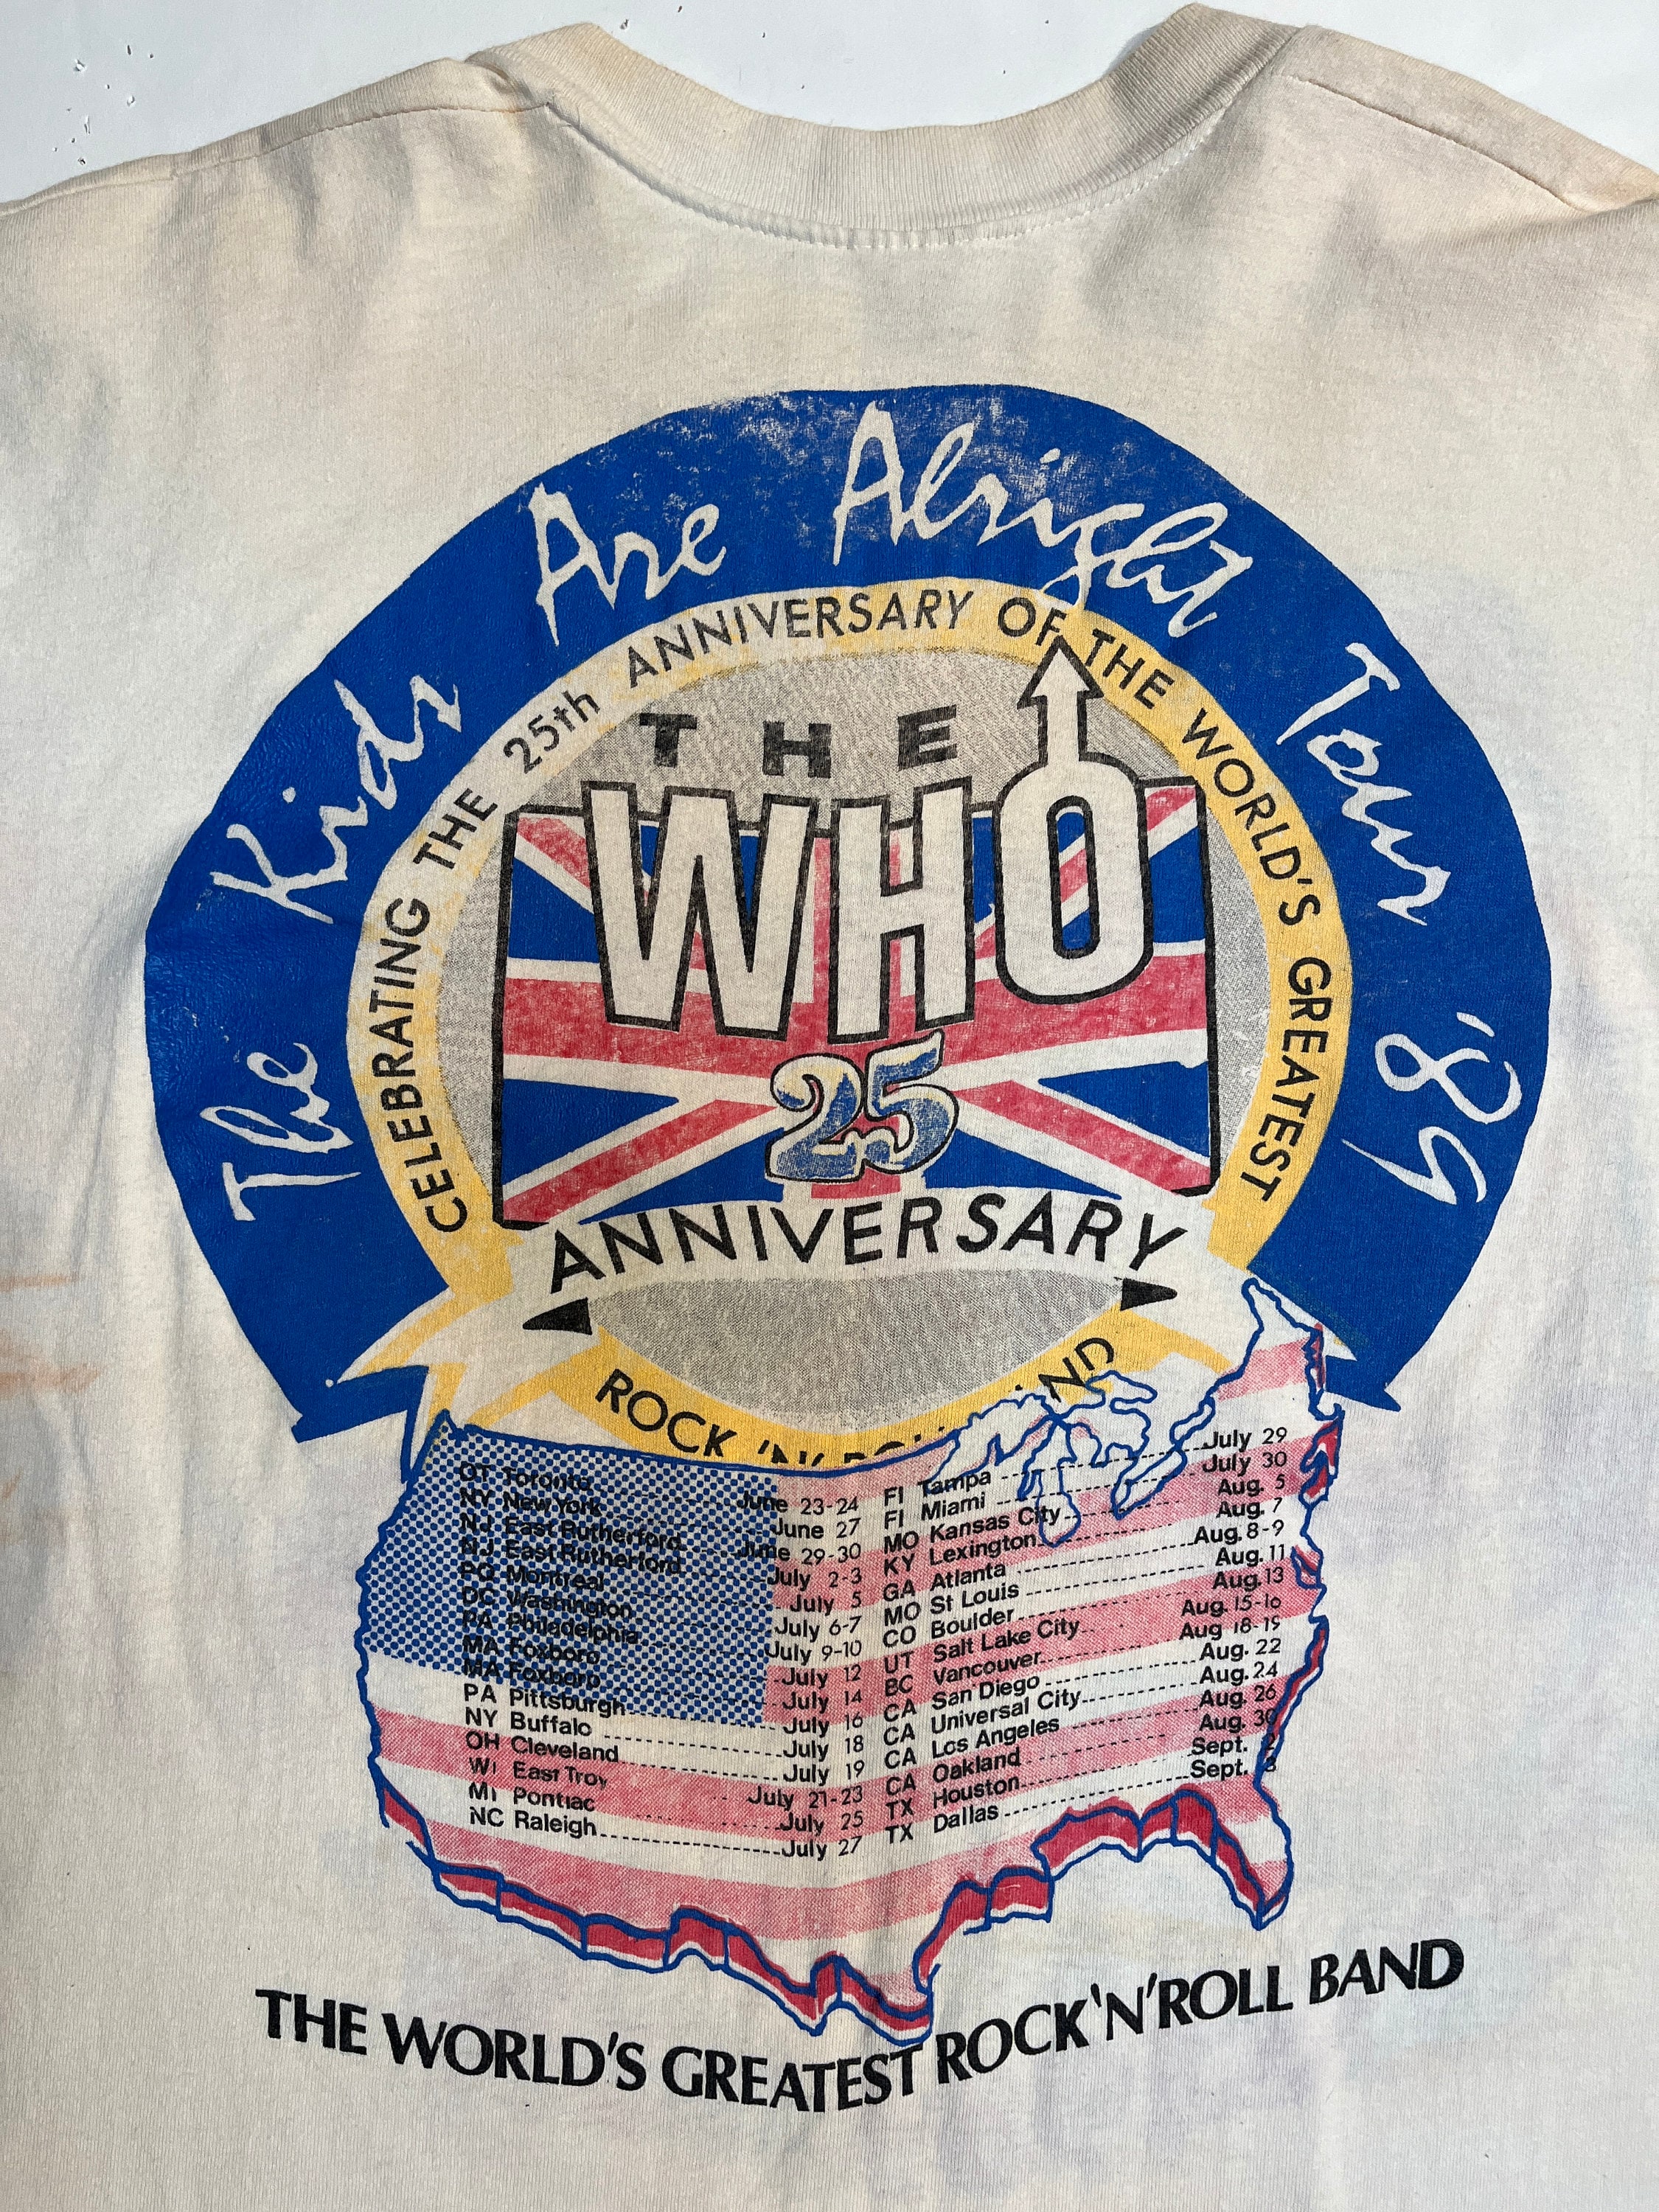 The Kids Are Alright Tour '89
CELEBRATING THE 25th ANNIVERSARY OF THE WORLD'S GREATEST
THE
WHO
25
ANNIVERSARY
ROCK 'N'
OT Toronto June 23-24
NY New York June 27
NJ East Rutherford June 29-30
NJ East Rutherford July 2-3
PQ Montreal July 5
DC Washington July 6-7
PA Philadelphia July 9-10
MA Foxboro July 12
MA Foxboro July 14
PA Pittsburgh July 16
NY Buffalo July 18
OH Cleveland July 19
WI East Troy July 21-23
MI Pontiac July 25
NC Raleigh July 27
FI Tampa July 29
FI Miami July 30
MO Kansas City Aug. 5
KY Lexington Aug. 7
GA Atlanta Aug. 8-9
MO St Louis Aug. 11
CO Boulder Aug. 13
UT Salt Lake City Aug. 15-16
BC Vancouver Aug 18-19
CA San Diego Aug. 22
CA Universal City Aug. 24
CA Los Angeles Aug. 26
CA Oakland Aug. 30
TX Houston Sept. 2
TX Dallas Sept. 3
THE WORLD'S GREATEST ROCK'N'ROLL BAND